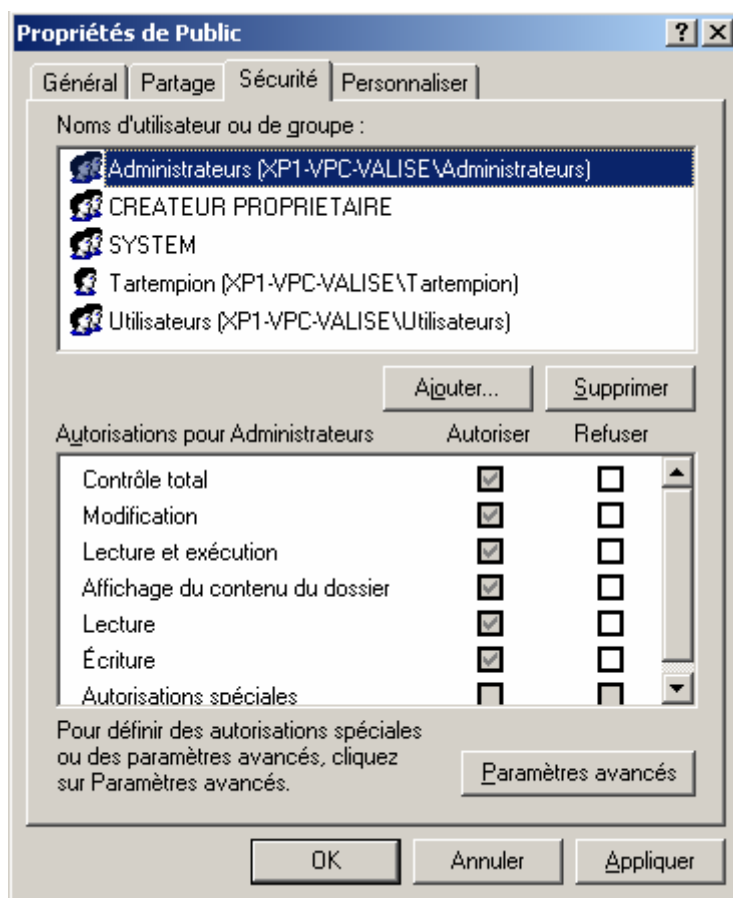 Propriétés de Public
Général Partage Sécurité Personnaliser
Noms d'utilisateur ou de groupe :
Administrateurs (XP1-VPC-VALISE\Administrateurs)
CREATEUR PROPRIETAIRE
SYSTEM
Tartempion (XP1-VPC-VALISE\Tartempion)
Utilisateurs (XP1-VPC-VALISE\Utilisateurs)
Ajouter... Supprimer
Autorisations pour Administrateurs Autoriser Refuser
Contrôle total
Modification
Lecture et exécution
Affichage du contenu du dossier
Lecture
Écriture
Autorisations spéciales
Pour définir des autorisations spéciales
ou des paramètres avancés, cliquez
sur Paramètres avancés.
Paramètres avancés
OK Annuler Appliquer